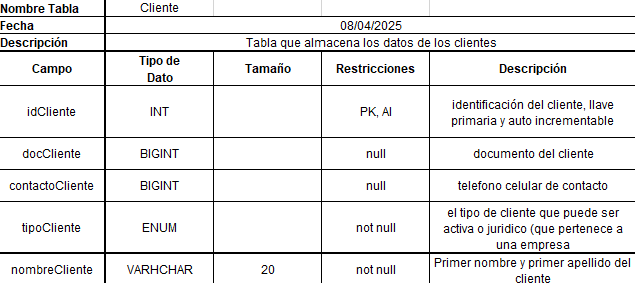 Nombre Tabla Cliente
Fecha 08/04/2025
Descripción Tabla que almacena los datos de los clientes
Campo Tipo de Dato Tamaño Restricciones Descripción
idCliente INT PK, AI identificación del cliente, llave primaria y auto incrementable
docCliente BIGINT null documento del cliente
contactoCliente BIGINT null telefono celular de contacto
tipoCliente ENUM not null el tipo de cliente que puede ser activa o juridico (que pertenece a una empresa
nombreCliente VARHCHAR 20 not null Primer nombre y primer apellido del cliente